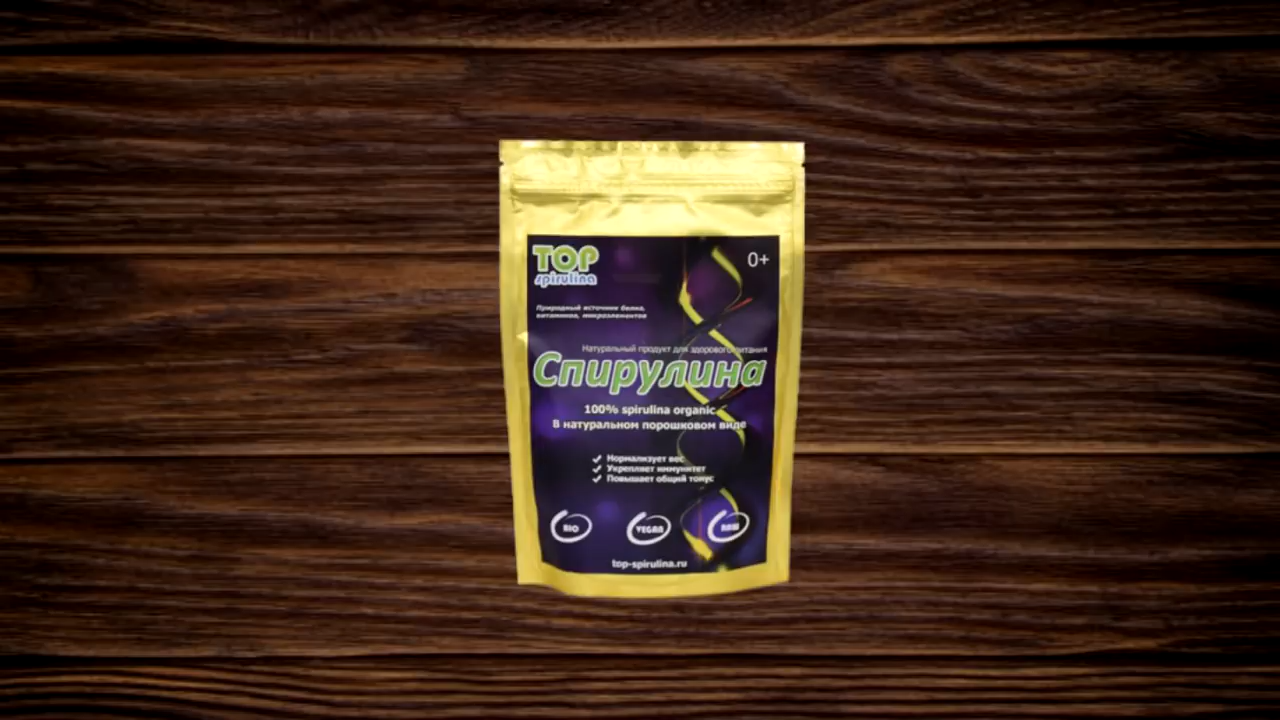 TOP
spirulina
0+
Природный источник белка,
витаминов, микроэлементов
Натуральный продукт для здорового питания
Спирулина
100% spirulina organic
В натуральном порошковом виде
Нормализует вес
Укрепляет иммунитет
Повышает общий тонус
BIO
VEGAN
RAW
top-spirulina.ru